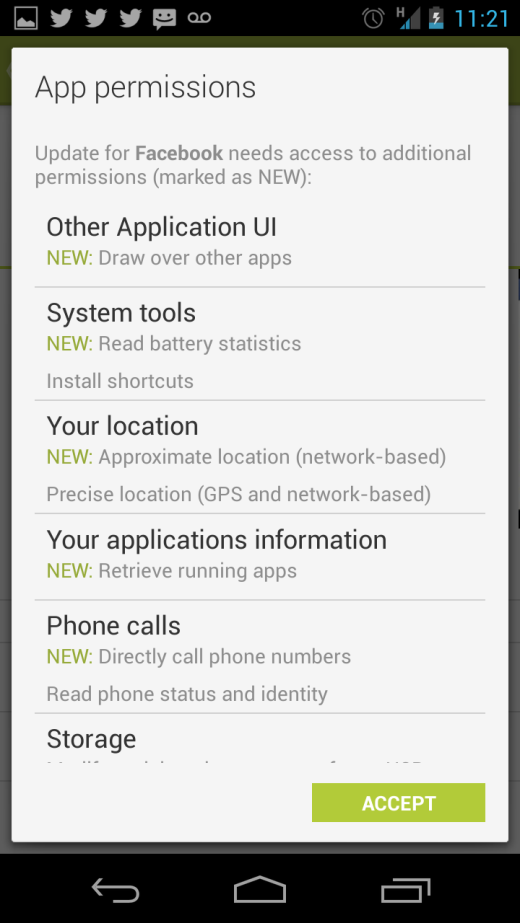 H 11:21
App permissions
Update for Facebook needs access to additional
permissions (marked as NEW):
Other Application UI
NEW: Draw over other apps
System tools
NEW: Read battery statistics
Install shortcuts
Your location
NEW: Approximate location (network-based)
Precise location (GPS and network-based)
Your applications information
NEW: Retrieve running apps
Phone calls
NEW: Directly call phone numbers
Read phone status and identity
Storage
ACCEPT